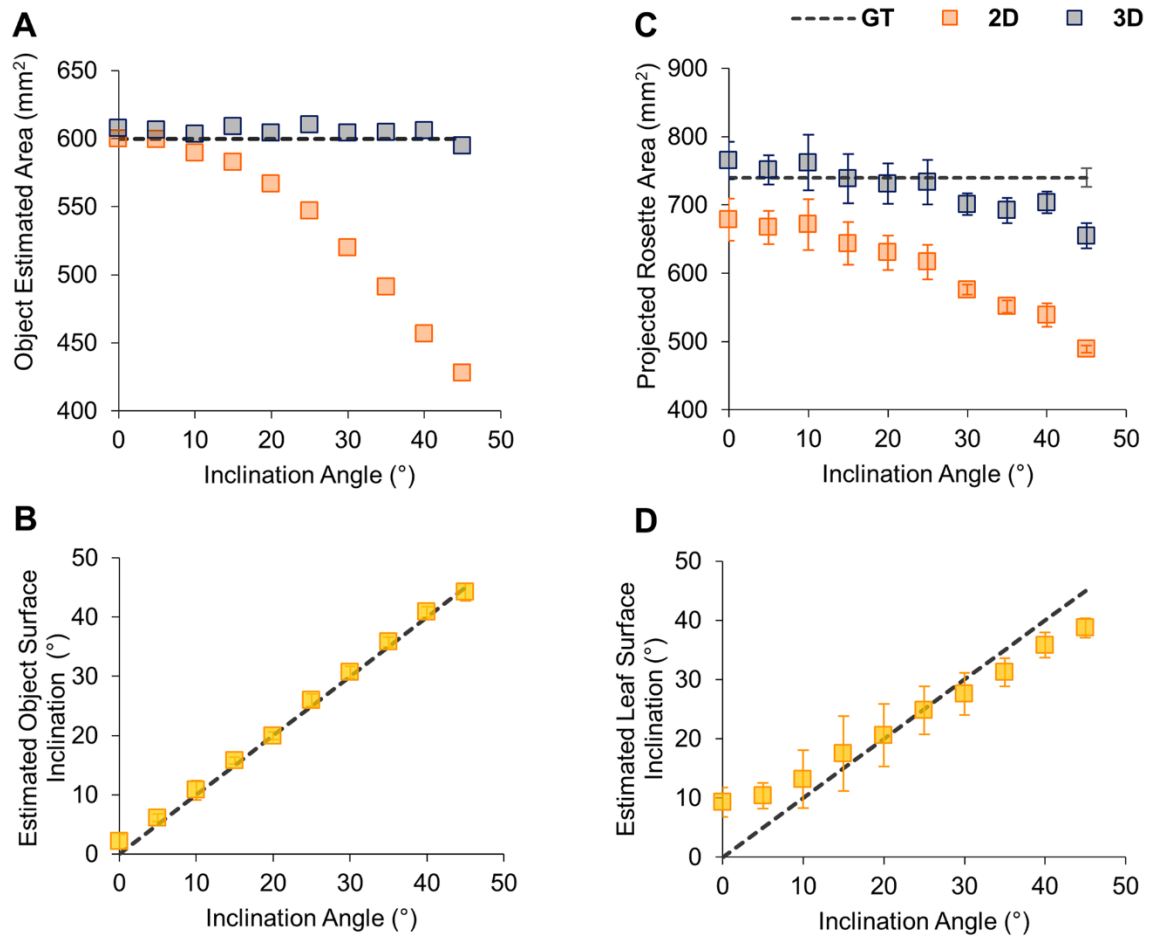 A
Object Estimated Area (mm²)
650
600
550
500
450
400
0 10 20 30 40 50
Inclination Angle (°)
GT 2D 3D
C
Projected Rosette Area (mm²)
900
800
700
600
500
400
0 10 20 30 40 50
Inclination Angle (°)
B
Estimated Object Surface
Inclination (°)
50
40
30
20
10
0
0 10 20 30 40 50
Inclination Angle (°)
D
Estimated Leaf Surface
Inclination (°)
50
40
30
20
10
0
0 10 20 30 40 50
Inclination Angle (°)